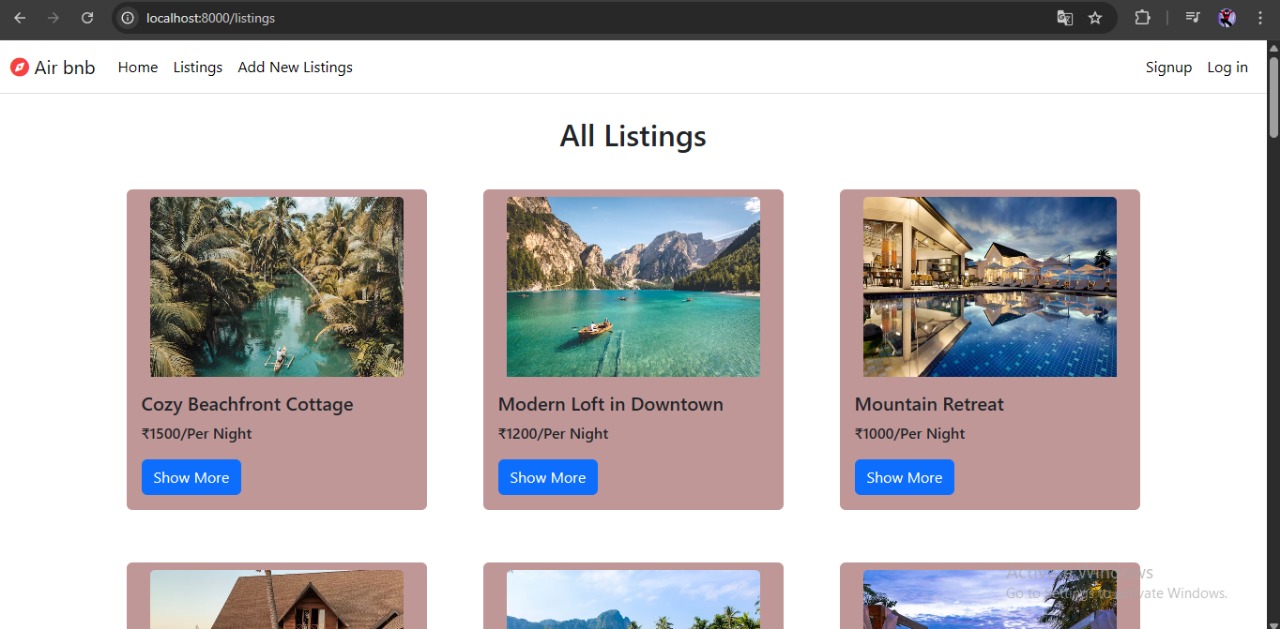 localhost:8000/listings
Air bnb Home Listings Add New Listings Signup Log in
All Listings
Cozy Beachfront Cottage
₹1500/Per Night
Show More
Modern Loft in Downtown
₹1200/Per Night
Show More
Mountain Retreat
₹1000/Per Night
Show More
Activate Windows
Go to Settings to activate Windows.